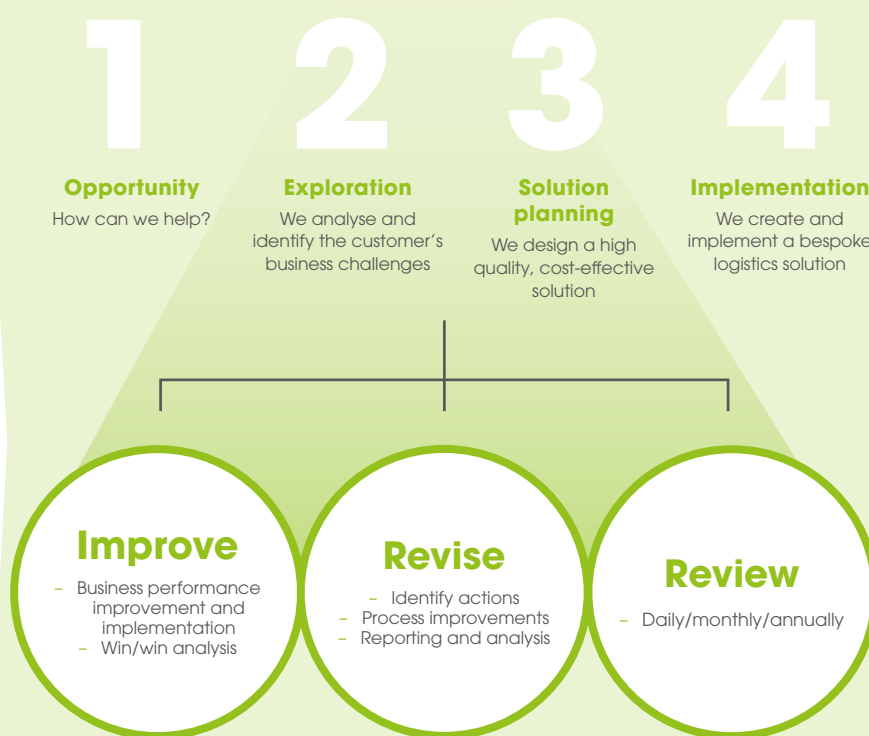 1
Opportunity
How can we help?
2
Exploration
We analyse and
identify the customer’s
business challenges
3
Solution
planning
We design a high
quality, cost-effective
solution
4
Implementation
We create and
implement a bespoke
logistics solution
Improve
– Business performance
improvement and
implementation
– Win/win analysis
Revise
– Identify actions
– Process improvements
– Reporting and analysis
Review
– Daily/monthly/annually